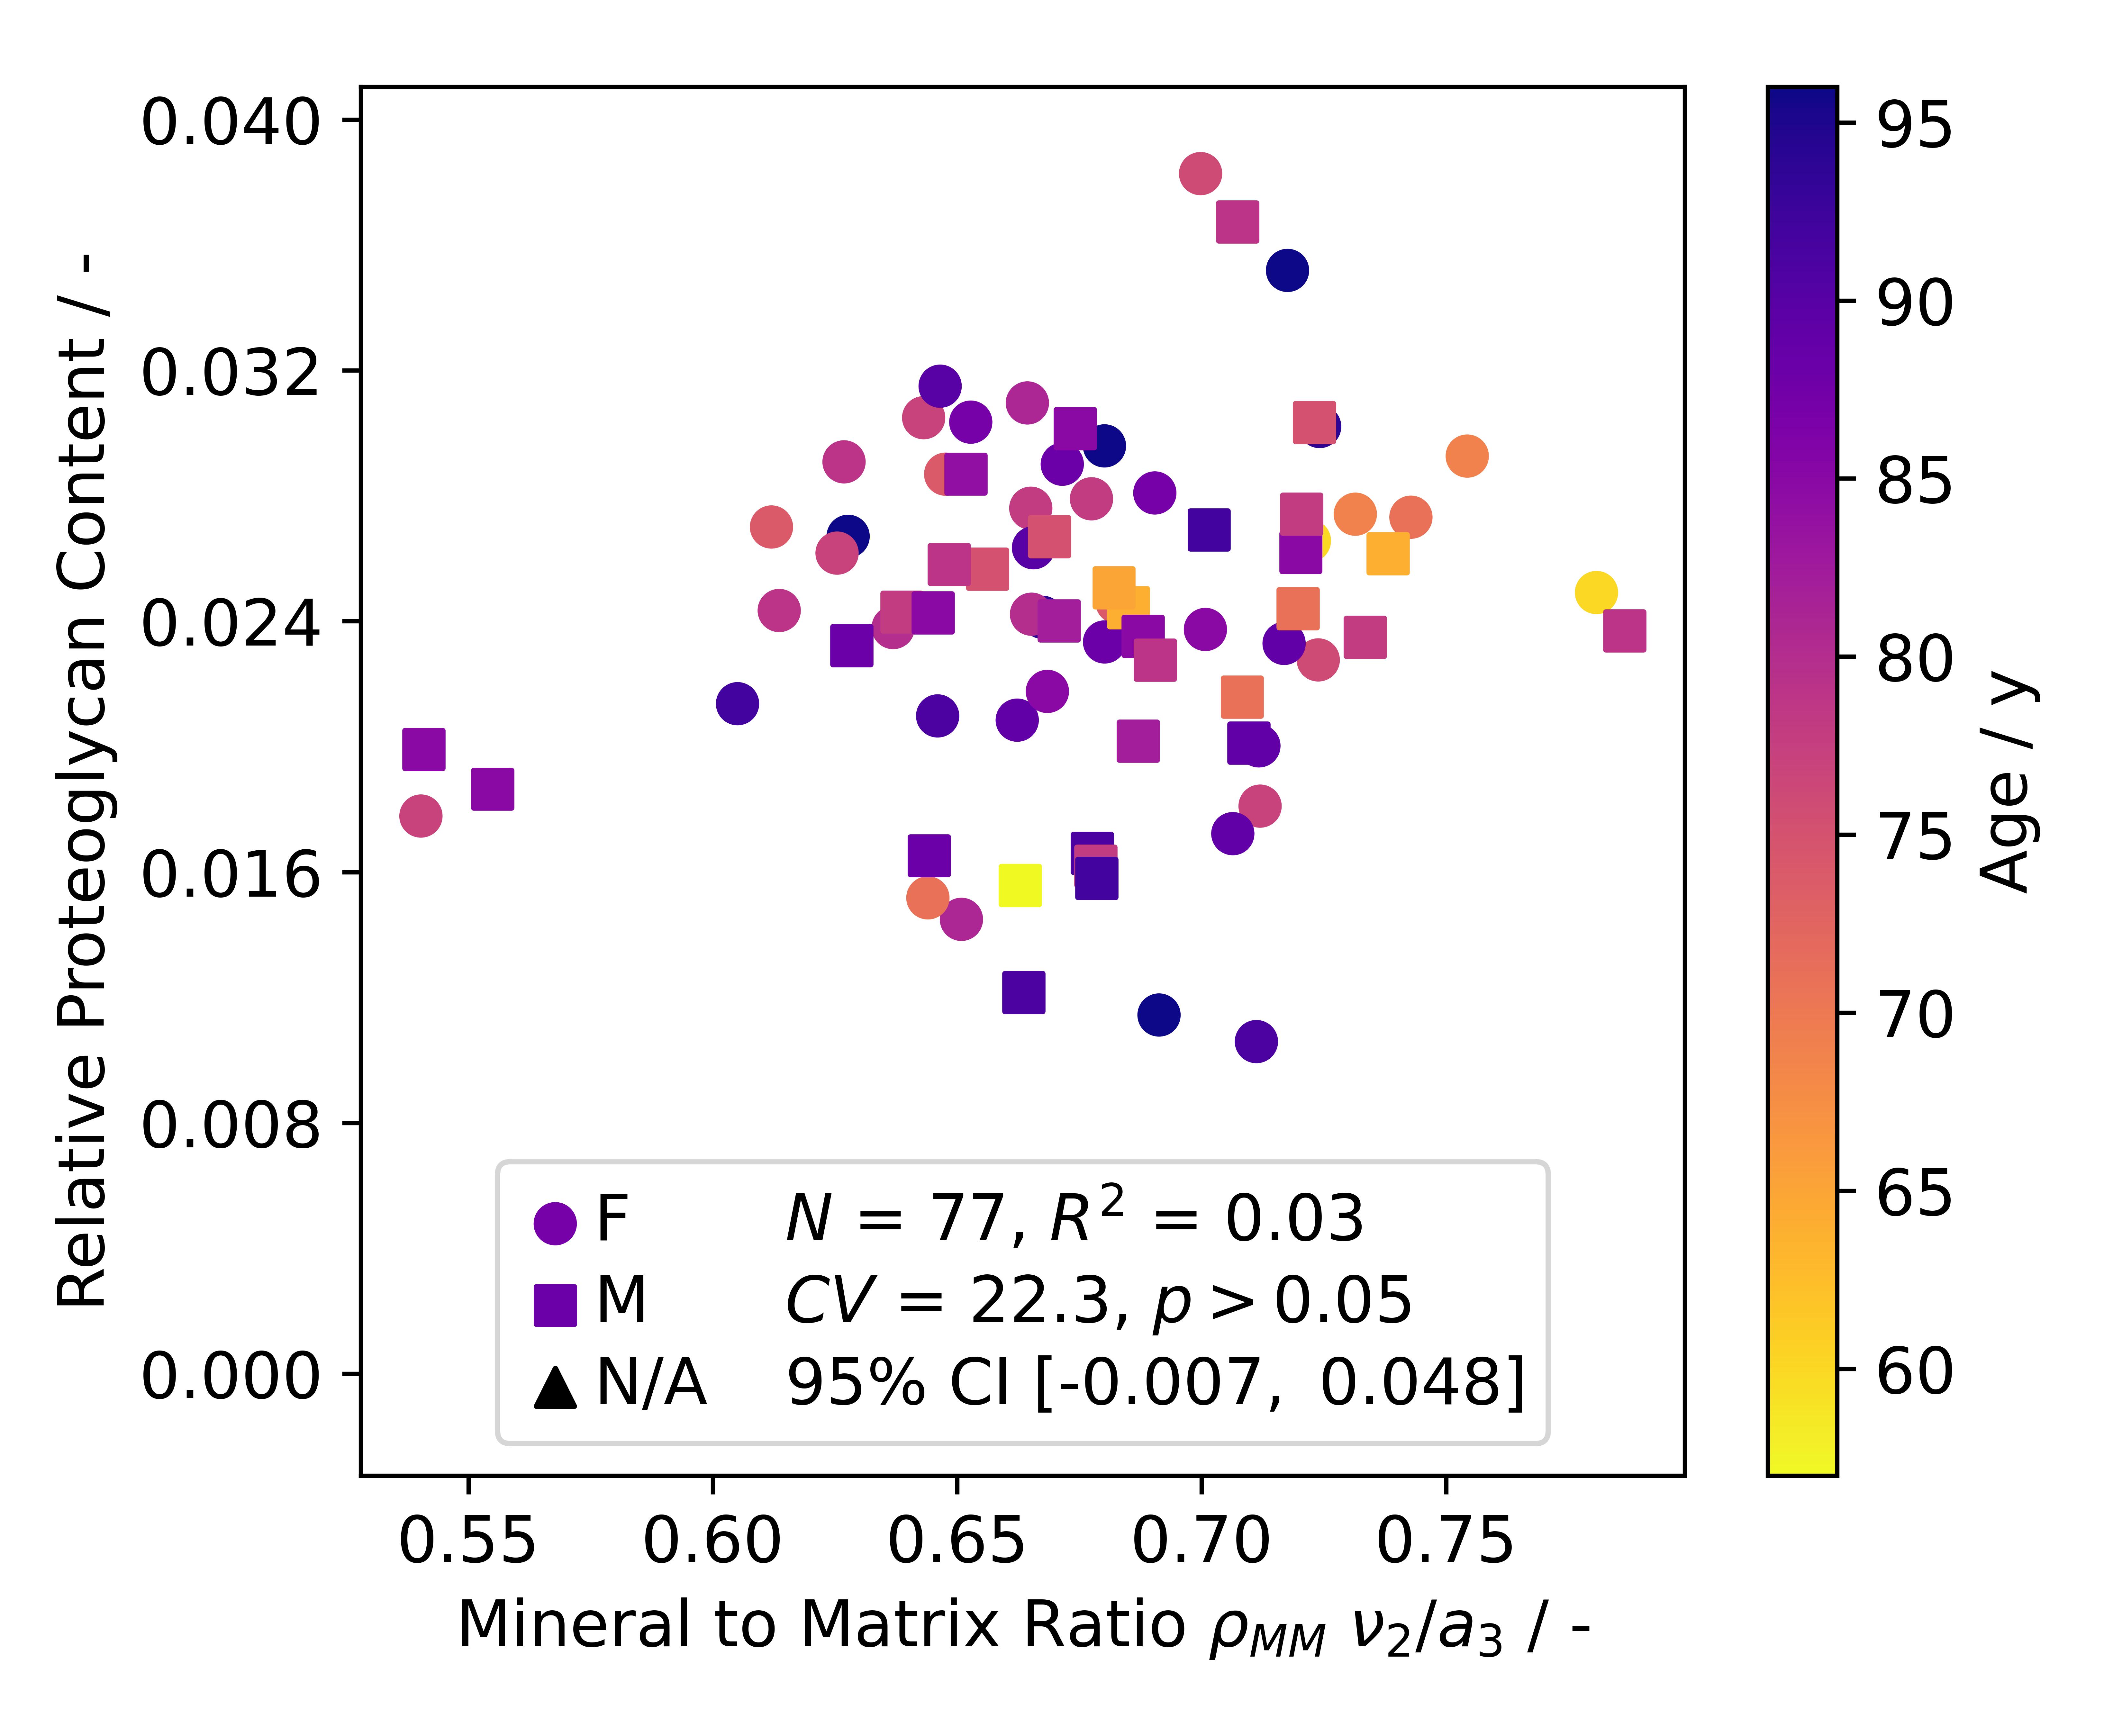 Relative Proteoglycan Content / -
0.040
0.032
0.024
0.016
0.008
0.000
F N = 77, R² = 0.03
M CV = 22.3, p > 0.05
N/A 95% CI [-0.007, 0.048]
0.55 0.60 0.65 0.70 0.75
Mineral to Matrix Ratio ρMM ν₂/a₃ / -
95
90
85
80
75
70
65
60
Age / y